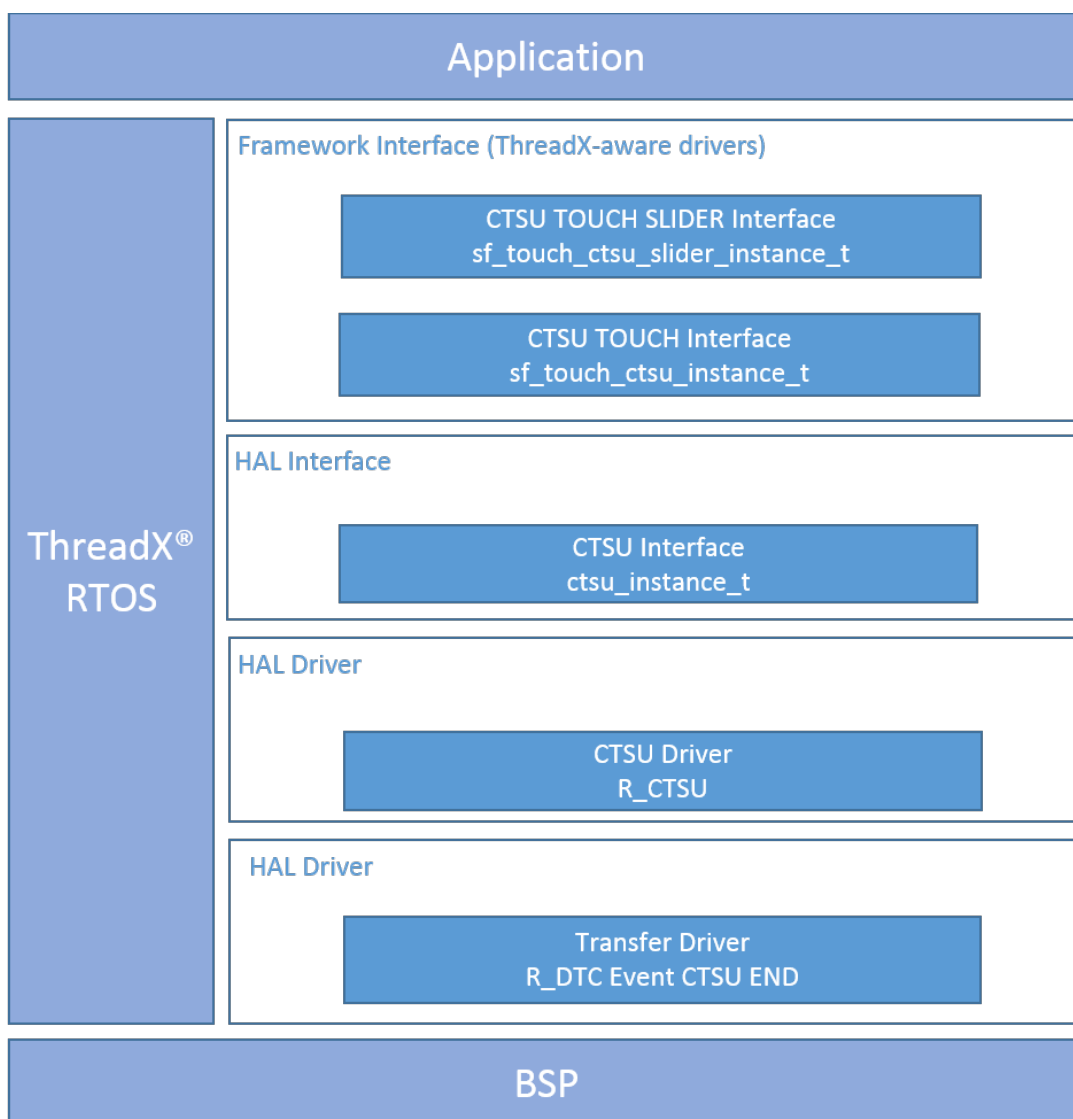 Application
ThreadX®
RTOS
Framework Interface (ThreadX-aware drivers)
CTSU TOUCH SLIDER Interface
sf_touch_ctsu_slider_instance_t
CTSU TOUCH Interface
sf_touch_ctsu_instance_t
HAL Interface
CTSU Interface
ctsu_instance_t
HAL Driver
CTSU Driver
R_CTSU
HAL Driver
Transfer Driver
R_DTC Event CTSU END
BSP